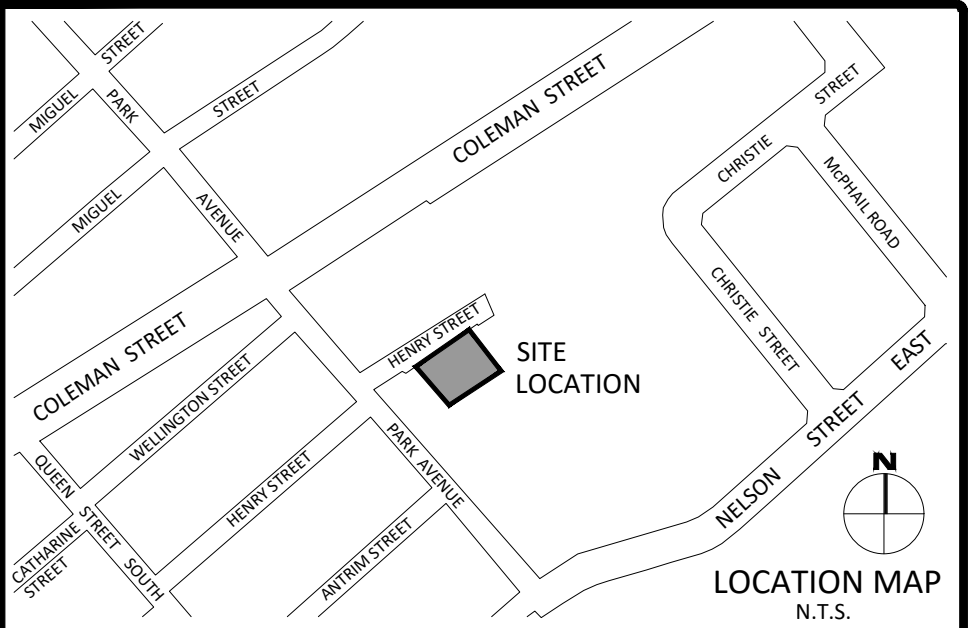 STREET
MIGUEL
PARK
STREET
COLEMAN STREET
STREET
CHRISTIE
MIGUEL
AVENUE
McPHAIL ROAD
CHRISTIE STREET
HENRY STREET
SITE
LOCATION
COLEMAN STREET
WELLINGTON STREET
EAST
STREET
NELSON
PARK AVENUE
QUEEN
STREET
SOUTH
HENRY STREET
CATHARINE
STREET
ANTRIM STREET
N
LOCATION MAP
N.T.S.